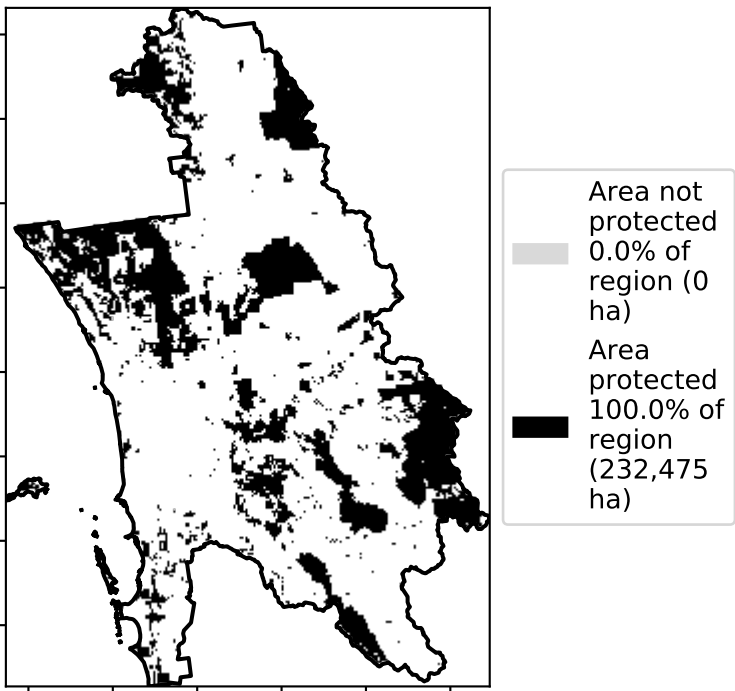 Area not
protected
0.0% of
region (0
ha)
Area
protected
100.0% of
region
(232,475
ha)